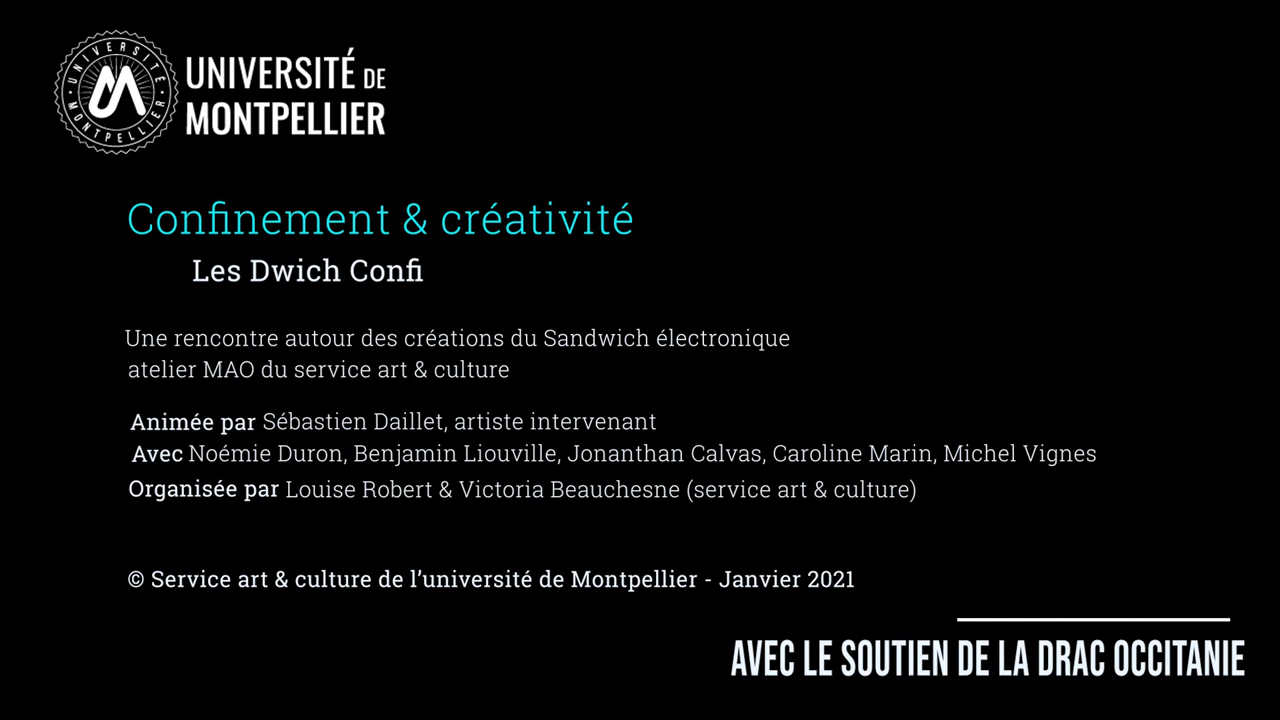 UNIVERSITÉ MONTPELLIER
UNIVERSITÉ DE
MONTPELLIER
Confinement & créativité
Les Dwich Confi
Une rencontre autour des créations du Sandwich électronique
atelier MAO du service art & culture
Animée par Sébastien Daillet, artiste intervenant
Avec Noémie Duron, Benjamin Liouville, Jonanthan Calvas, Caroline Marin, Michel Vignes
Organisée par Louise Robert & Victoria Beauchesne (service art & culture)
© Service art & culture de l’université de Montpellier - Janvier 2021
AVEC LE SOUTIEN DE LA DRAC OCCITANIE